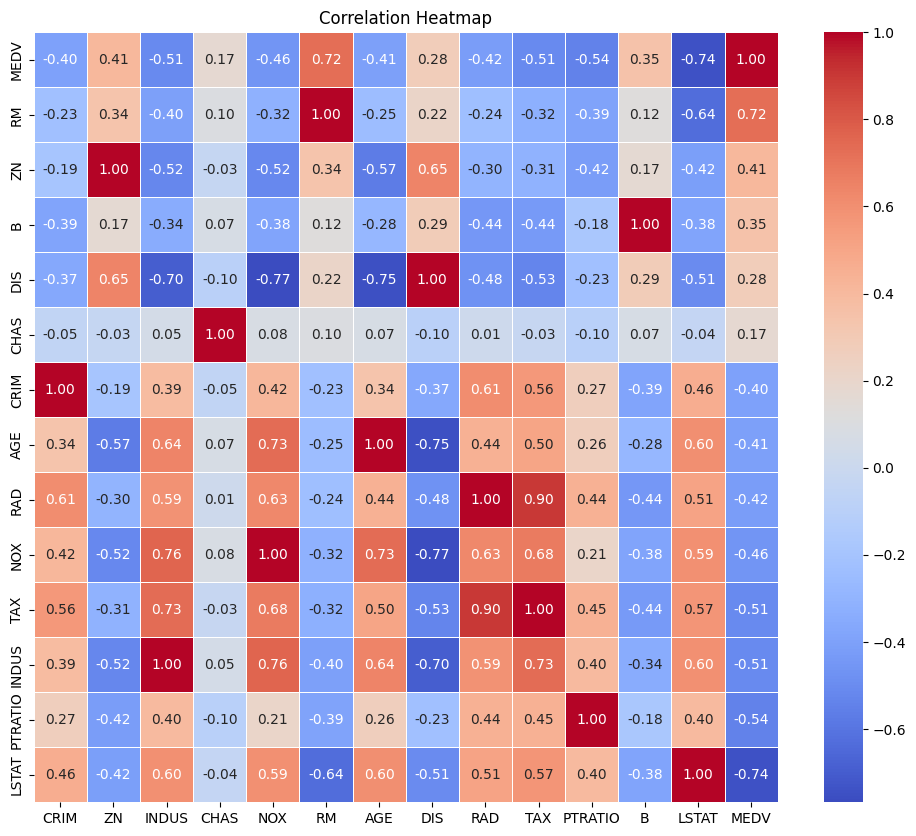 Correlation Heatmap
MEDV -0.40 0.41 -0.51 0.17 -0.46 0.72 -0.41 0.28 -0.42 -0.51 -0.54 0.35 -0.74 1.00
RM -0.23 0.34 -0.40 0.10 -0.32 1.00 -0.25 0.22 -0.24 -0.32 -0.39 0.12 -0.64 0.72
ZN -0.19 1.00 -0.52 -0.03 -0.52 0.34 -0.57 0.65 -0.30 -0.31 -0.42 0.17 -0.42 0.41
B -0.39 0.17 -0.34 0.07 -0.38 0.12 -0.28 0.29 -0.44 -0.44 -0.18 1.00 -0.38 0.35
DIS -0.37 0.65 -0.70 -0.10 -0.77 0.22 -0.75 1.00 -0.48 -0.53 -0.23 0.29 -0.51 0.28
CHAS -0.05 -0.03 0.05 1.00 0.08 0.10 0.07 -0.10 0.01 -0.03 -0.10 0.07 -0.04 0.17
CRIM 1.00 -0.19 0.39 -0.05 0.42 -0.23 0.34 -0.37 0.61 0.56 0.27 -0.39 0.46 -0.40
AGE 0.34 -0.57 0.64 0.07 0.73 -0.25 1.00 -0.75 0.44 0.50 0.26 -0.28 0.60 -0.41
RAD 0.61 -0.30 0.59 0.01 0.63 -0.24 0.44 -0.48 1.00 0.90 0.44 -0.44 0.51 -0.42
NOX 0.42 -0.52 0.76 0.08 1.00 -0.32 0.73 -0.77 0.63 0.68 0.21 -0.38 0.59 -0.46
TAX 0.56 -0.31 0.73 -0.03 0.68 -0.32 0.50 -0.53 0.90 1.00 0.45 -0.44 0.57 -0.51
INDUS 0.39 -0.52 1.00 0.05 0.76 -0.40 0.64 -0.70 0.59 0.73 0.40 -0.34 0.60 -0.51
PTRATIO 0.27 -0.42 0.40 -0.10 0.21 -0.39 0.26 -0.23 0.44 0.45 1.00 -0.18 0.40 -0.54
LSTAT 0.46 -0.42 0.60 -0.04 0.59 -0.64 0.60 -0.51 0.51 0.57 0.40 -0.38 1.00 -0.74
CRIM ZN INDUS CHAS NOX RM AGE DIS RAD TAX PTRATIO B LSTAT MEDV
1.0
0.8
0.6
0.4
0.2
0.0
-0.2
-0.4
-0.6